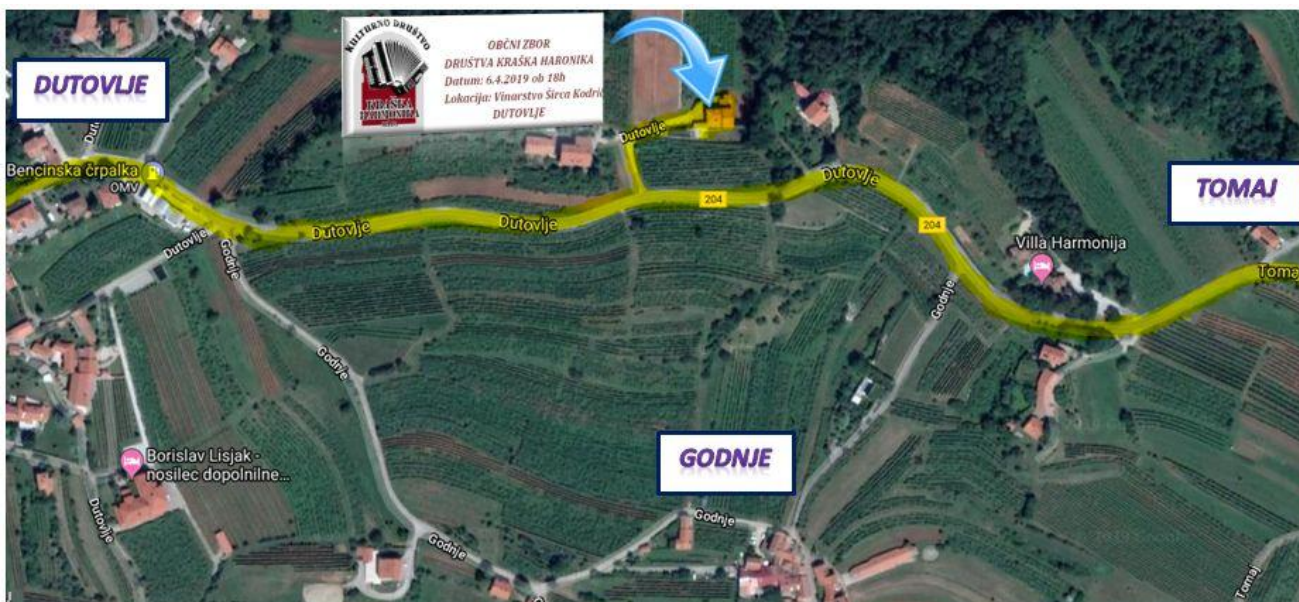 DUTOVLJE
KULTURNO DRUŠTVO
KRAŠKA
HARMONIKA
OBČNI ZBOR
DRUŠTVA KRAŠKA HARONIKA
Datum: 6.4.2019 ob 18h
Lokacija: Vinarstvo Širca Kodrič
DUTOVLJE
Dutovlje
Bencinska črpalka
OMV
Dutovlje
Dutovlje
Dutovlje
204
Dutovlje
204
TOMAJ
Villa Harmonija
Tomaj
Dutovlje
Godnje
Godnje
Godnje
GODNJE
Borislav Lisjak -
nosilec dopolnilne...
Dutovlje
Godnje
Godnje
Tomaj